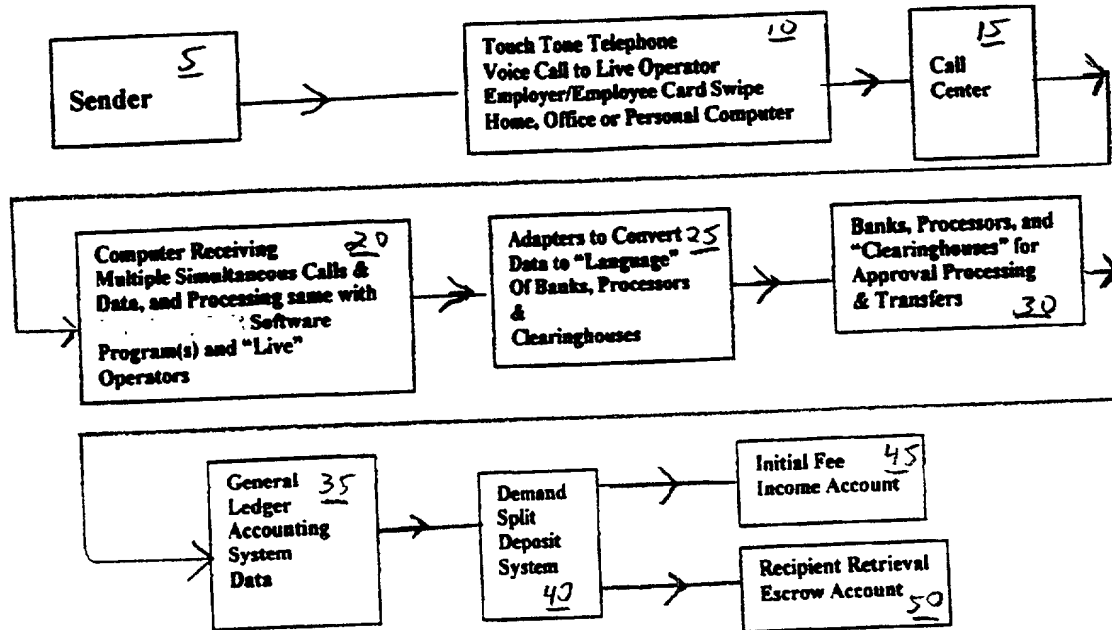 5
Sender
10
Touch Tone Telephone
Voice Call to Live Operator
Employer/Employee Card Swipe
Home, Office or Personal Computer
15
Call
Center
Computer Receiving 20
Multiple Simultaneous Calls &
Data, and Processing same with
Software
Program(s) and "Live"
Operators
Adapters to Convert 25
Data to "Language"
Of Banks, Processors
&
Clearinghouses
Banks, Processors, and
"Clearinghouses" for
Approval Processing
& Transfers
30
General 35
Ledger
Accounting
System
Data
Demand
Split
Deposit
System
40
Initial Fee 45
Income Account
Recipient Retrieval
Escrow Account 50